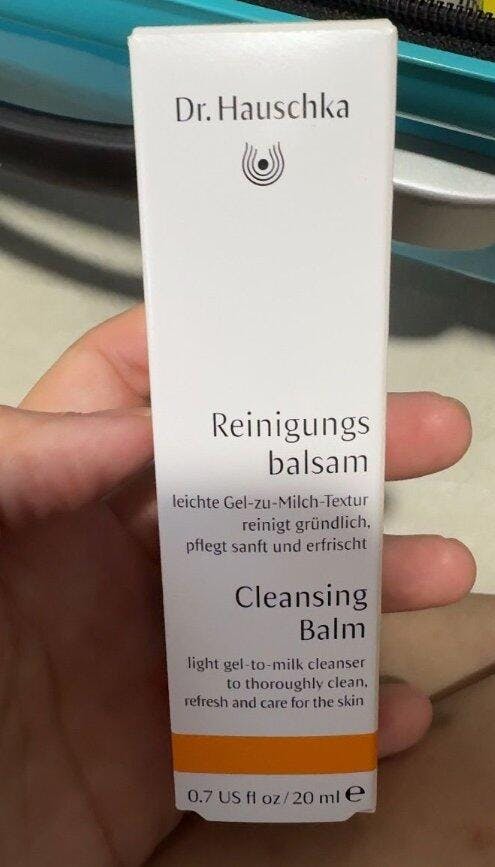 Dr. Hauschka
Reinigungs
balsam
leichte Gel-zu-Milch-Textur
reinigt gründlich,
pflegt sanft und erfrischt
Cleansing
Balm
light gel-to-milk cleanser
to thoroughly clean,
refresh and care for the skin
0.7 US fl oz / 20 ml ℮